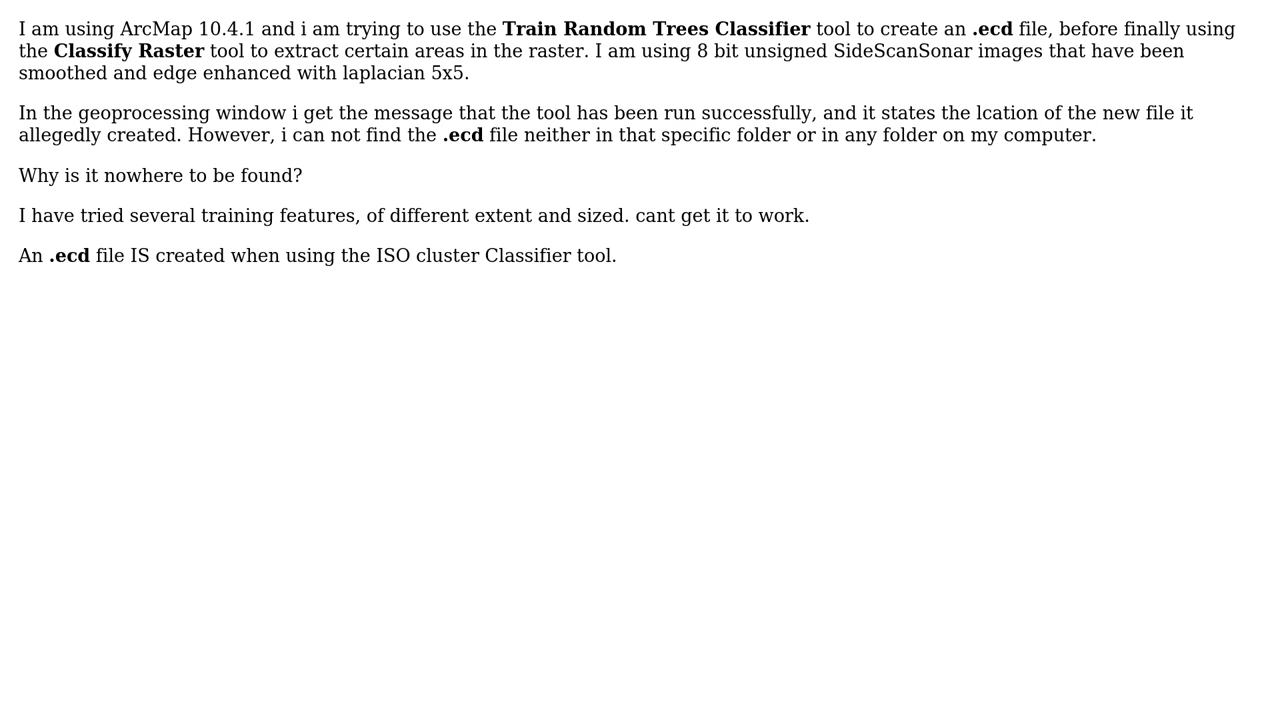 I am using ArcMap 10.4.1 and i am trying to use the Train Random Trees Classifier tool to create an .ecd file, before finally using
the Classify Raster tool to extract certain areas in the raster. I am using 8 bit unsigned SideScanSonar images that have been
smoothed and edge enhanced with laplacian 5x5.
In the geoprocessing window i get the message that the tool has been run successfully, and it states the lcation of the new file it
allegedly created. However, i can not find the .ecd file neither in that specific folder or in any folder on my computer.
Why is it nowhere to be found?
I have tried several training features, of different extent and sized. cant get it to work.
An .ecd file IS created when using the ISO cluster Classifier tool.